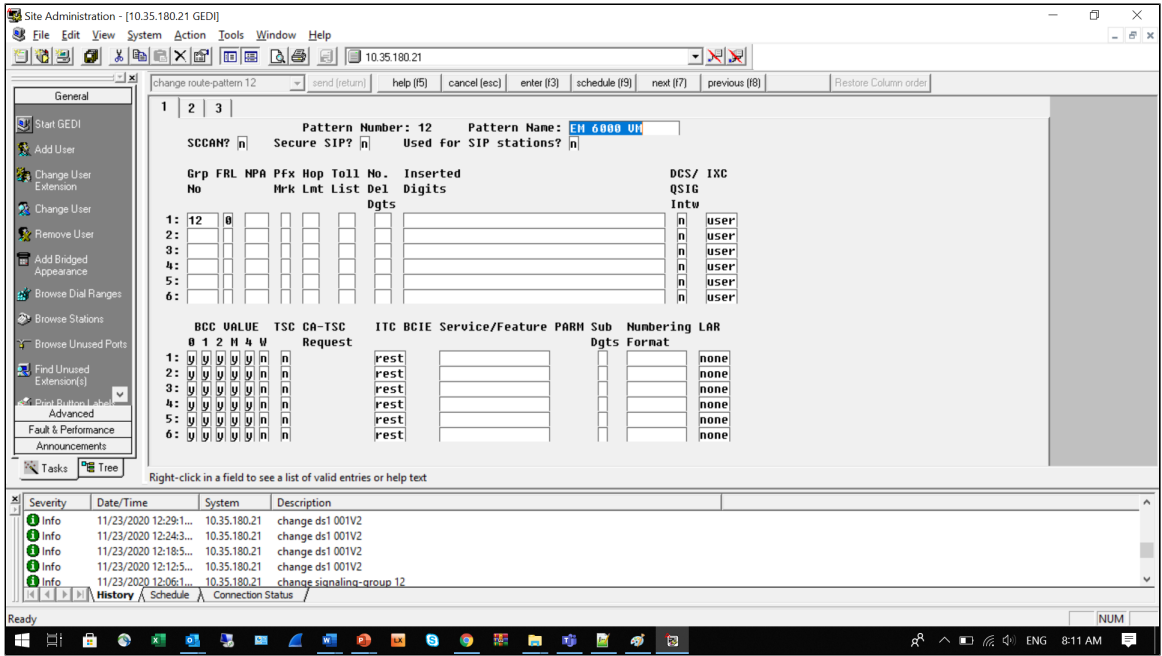 Site Administration - [10.35.180.21 GEDI]
File Edit View System Action Tools Window Help
10.35.180.21
change route-pattern 12 send (return) help (f5) cancel (esc) enter (f3) schedule (f9) next (f7) previous (f8) Restore Column order
General
Start GEDI
Add User
Change User Extension
Change User
Remove User
Add Bridged Appearance
Browse Dial Ranges
Browse Stations
Browse Unused Ports
Find Unused Extension(s)
Print Button Label
Advanced
Fault & Performance
Announcements
Tasks Tree
1 2 3
Pattern Number: 12 Pattern Name: EM 6000 VM
SCCAN? n Secure SIP? n Used for SIP stations? n
Grp FRL NPA Pfx Hop Toll No. Inserted DCS/ IXC
No Mrk Lmt List Del Digits QSIG
Dgts Intw
1: 12 0 n user
2: n user
3: n user
4: n user
5: n user
6: n user
BCC VALUE TSC CA-TSC ITC BCIE Service/Feature PARM Sub Numbering LAR
0 1 2 M 4 W Request Dgts Format
1: y y y y y n n rest none
2: y y y y y n n rest none
3: y y y y y n n rest none
4: y y y y y n n rest none
5: y y y y y n n rest none
6: y y y y y n n rest none
Right-click in a field to see a list of valid entries or help text
Severity Date/Time System Description
Info 11/23/2020 12:29:1... 10.35.180.21 change ds1 001V2
Info 11/23/2020 12:24:3... 10.35.180.21 change ds1 001V2
Info 11/23/2020 12:18:5... 10.35.180.21 change ds1 001V2
Info 11/23/2020 12:12:5... 10.35.180.21 change ds1 001V2
Info 11/23/2020 12:06:1... 10.35.180.21 change signaling-group 12
History Schedule Connection Status
Ready NUM
ENG 8:11 AM